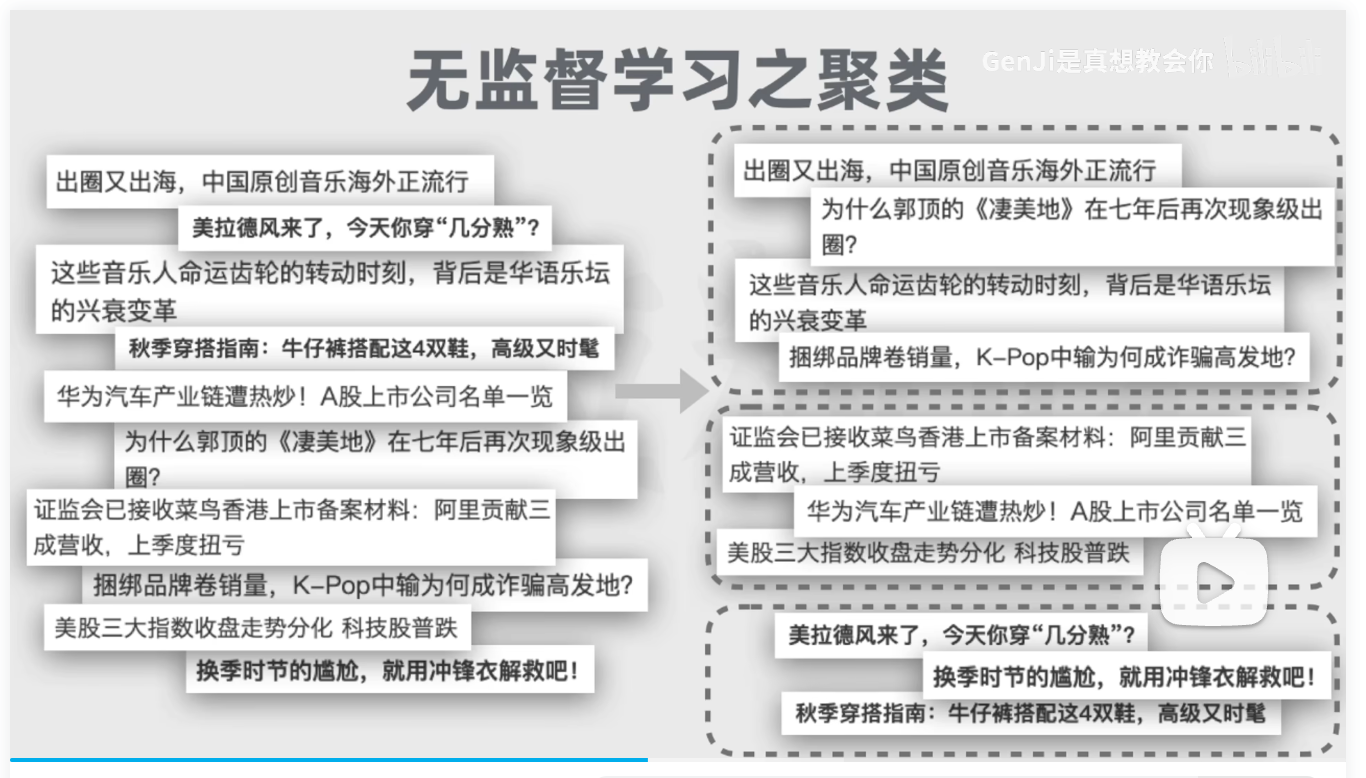 无监督学习之聚类
GenJi是真想教会你
bilibili
出圈又出海，中国原创音乐海外正流行
美拉德风来了，今天你穿“几分熟”？
这些音乐人命运齿轮的转动时刻，背后是华语乐坛
的兴衰变革
秋季穿搭指南：牛仔裤搭配这4双鞋，高级又时髦
华为汽车产业链遭热炒！A股上市公司名单一览
为什么郭顶的《凄美地》在七年后再次现象级出
圈？
证监会已接收菜鸟香港上市备案材料：阿里贡献三
成营收，上季度扭亏
捆绑品牌卷销量，K-Pop中输为何成诈骗高发地？
美股三大指数收盘走势分化 科技股普跌
换季时节的尴尬，就用冲锋衣解救吧！
出圈又出海，中国原创音乐海外正流行
为什么郭顶的《凄美地》在七年后再次现象级出
圈？
这些音乐人命运齿轮的转动时刻，背后是华语乐坛
的兴衰变革
捆绑品牌卷销量，K-Pop中输为何成诈骗高发地？
证监会已接收菜鸟香港上市备案材料：阿里贡献三
成营收，上季度扭亏
华为汽车产业链遭热炒！A股上市公司名单一览
美股三大指数收盘走势分化 科技股普跌
美拉德风来了，今天你穿“几分熟”？
换季时节的尴尬，就用冲锋衣解救吧！
秋季穿搭指南：牛仔裤搭配这4双鞋，高级又时髦